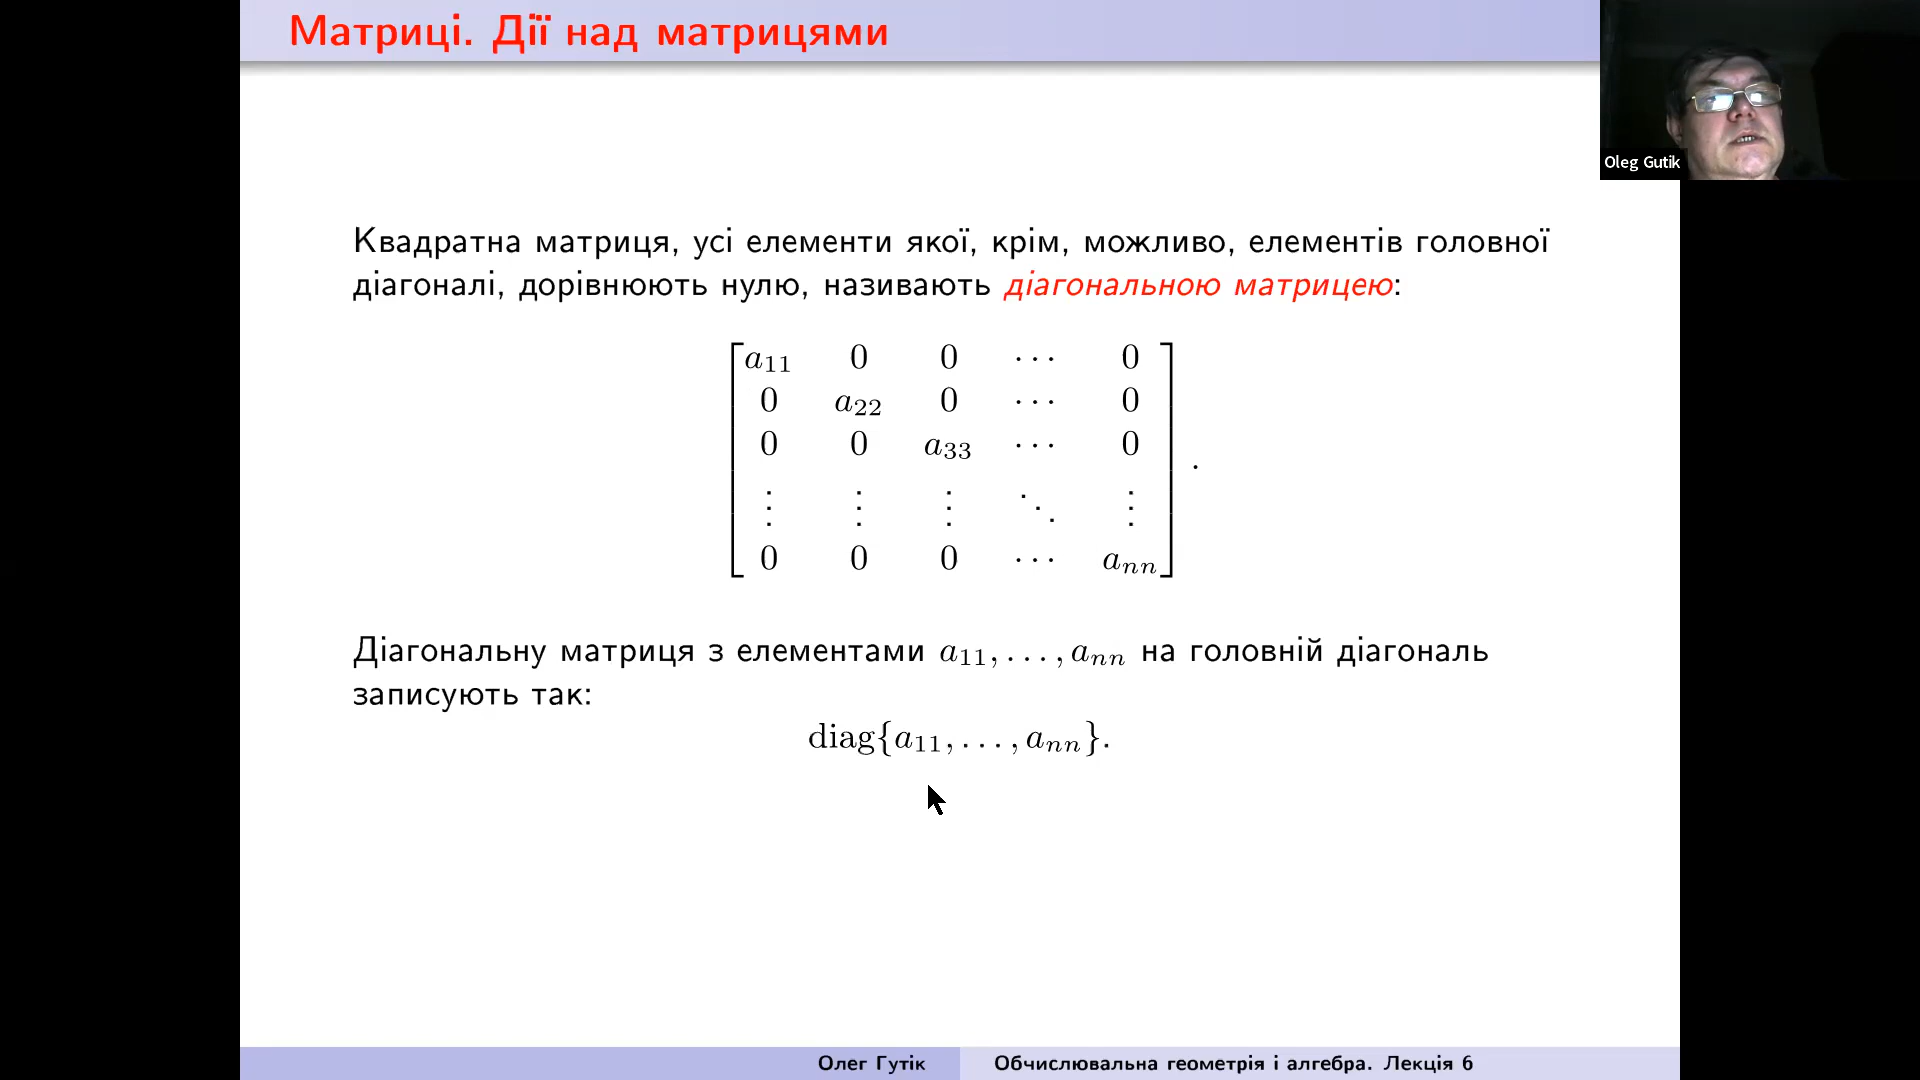 Матриці. Дії над матрицями
Oleg Gutik
Квадратна матриця, усі елементи якої, крім, можливо, елементів головної
діагоналі, дорівнюють нулю, називають діагональною матрицею:
a₁₁ 0 0 ⋯ 0
0 a₂₂ 0 ⋯ 0
0 0 a₃₃ ⋯ 0
⋮ ⋮ ⋮ ⋱ ⋮
0 0 0 ⋯ aₙₙ
.
Діагональну матриця з елементами a₁₁, . . . , aₙₙ на головній діагональ
записують так:
diag{a₁₁, . . . , aₙₙ}.
Олег Гутік
Обчислювальна геометрія і алгебра. Лекція 6